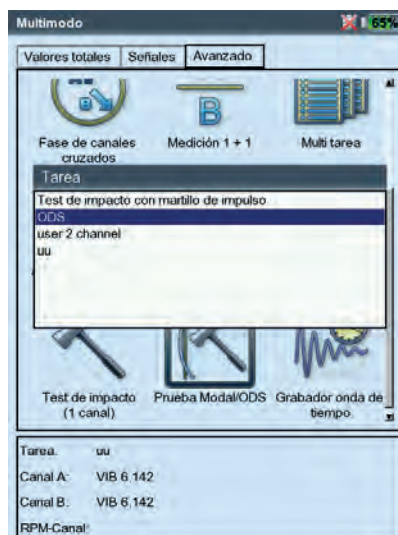 Multimodo
65%
Valores totales Señales Avanzado
Fase de canales cruzados
B
Medición 1 + 1
Multi tarea
Tarea
Test de impacto con martillo de impulso
ODS
user 2 channel
uu
Test de impacto (1 canal)
Prueba Modal/ODS
Grabador onda de tiempo
Tarea: uu
Canal A: VIB 6.142
Canal B: VIB 6.142
RPM-Canal: